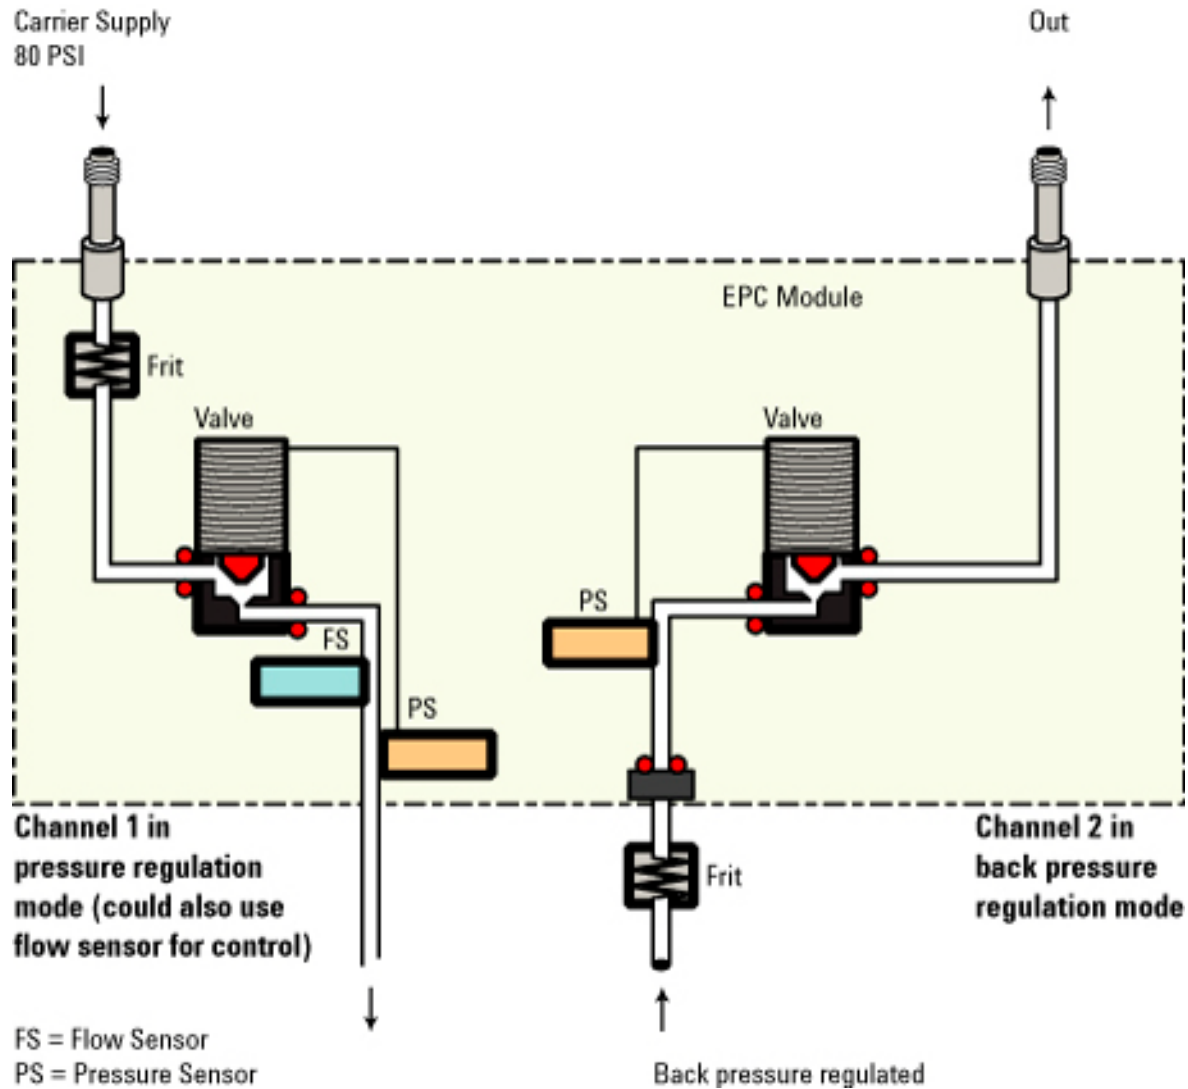 Carrier Supply
80 PSI
Out
EPC Module
Frit
Valve
Valve
PS
FS
PS
Channel 1 in
pressure regulation
mode (could also use
flow sensor for control)
Channel 2 in
back pressure
regulation mode
Frit
FS = Flow Sensor
PS = Pressure Sensor
Back pressure regulated